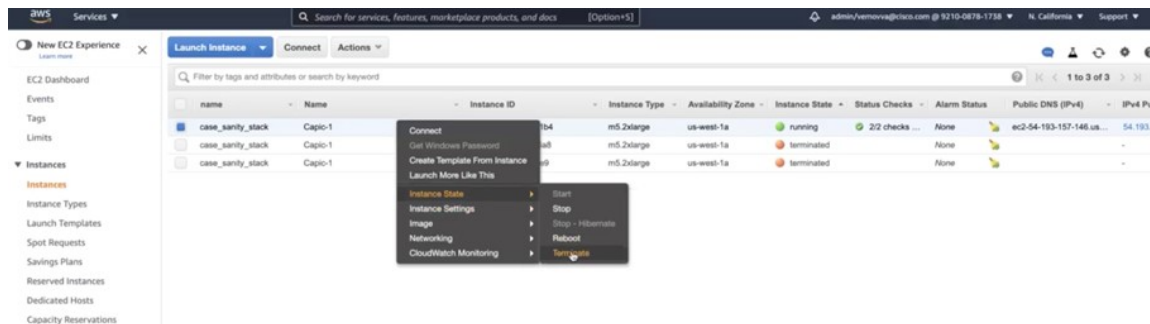 aws Services Search for services, features, marketplace products, and docs [Option+S] admin/vemovva@cisco.com @ 9210-0878-1738 N. California Support
New EC2 Experience
Learn more
Launch Instance Connect Actions
EC2 Dashboard
Events
Tags
Limits
Instances
Instances
Instance Types
Launch Templates
Spot Requests
Savings Plans
Reserved Instances
Dedicated Hosts
Capacity Reservations
Filter by tags and attributes or search by keyword 1 to 3 of 3
name Name Instance ID Instance Type Availability Zone Instance State Status Checks Alarm Status Public DNS (IPv4) IPv4 Pu
case_sanity_stack Capic-1 1b4 m5.2xlarge us-west-1a running 2/2 checks ... None ec2-54-193-157-146.us... 54.193.
case_sanity_stack Capic-1 a8 m5.2xlarge us-west-1a terminated None -
case_sanity_stack Capic-1 a9 m5.2xlarge us-west-1a terminated None -
Connect
Get Windows Password
Create Template From Instance
Launch More Like This
Instance State
Instance Settings
Image
Networking
CloudWatch Monitoring
Start
Stop
Stop - Hibernate
Reboot
Terminate